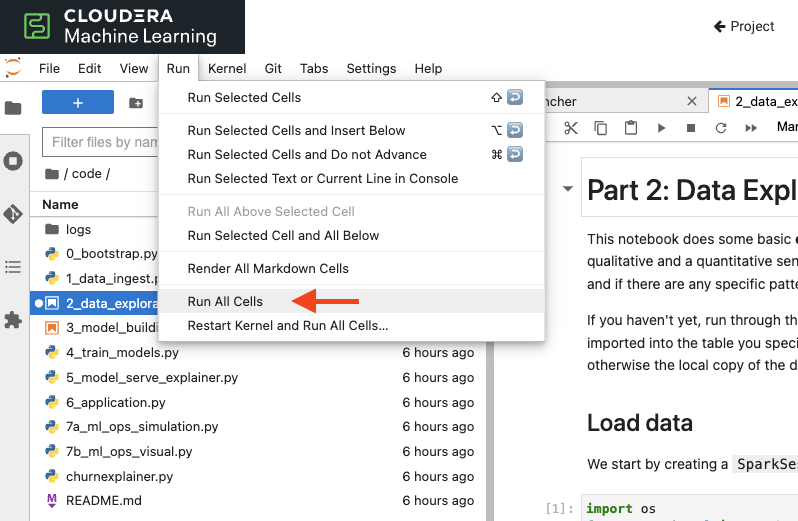 CLOUDERA
Machine Learning
Project
File Edit View Run Kernel Git Tabs Settings Help
+
Filter files by nam
/ code /
Name
logs
0_bootstrap.py
1_data_ingest.p
2_data_explora
3_model_buildi
4_train_models.py 6 hours ago
5_model_serve_explainer.py 6 hours ago
6_application.py 6 hours ago
7a_ml_ops_simulation.py 6 hours ago
7b_ml_ops_visual.py 6 hours ago
churnexplainer.py 6 hours ago
README.md 6 hours ago
Run Selected Cells
Run Selected Cells and Insert Below
Run Selected Cells and Do not Advance
Run Selected Text or Current Line in Console
Run All Above Selected Cell
Run Selected Cell and All Below
Render All Markdown Cells
Run All Cells
Restart Kernel and Run All Cells...
ncher
2_data_ex
Mar
Part 2: Data Expl
This notebook does some basic e
qualitative and a quantitative sen
and if there are any specific patte
If you haven't yet, run through th
imported into the table you speci
otherwise the local copy of the d
Load data
We start by creating a SparkSe
[1]: import os